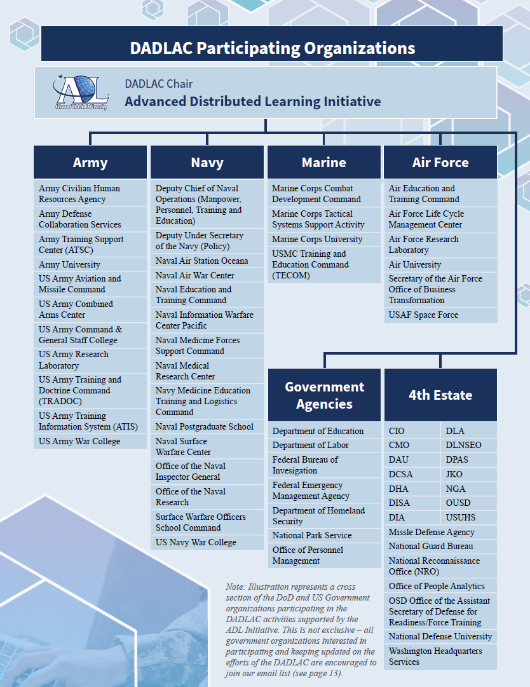 DADLAC Participating Organizations
ADL
DADLAC Chair
Advanced Distributed Learning Initiative
Army
Army Civilian Human
Resources Agency
Army Defense
Collaboration Services
Army Training Support
Center (ATSC)
Army University
US Army Aviation and
Missile Command
US Army Combined
Arms Center
US Army Command &
General Staff College
US Army Research
Laboratory
US Army Training and
Doctrine Command
(TRADOC)
US Army Training
Information System (ATIS)
US Army War College
Navy
Deputy Chief of Naval
Operations (Manpower,
Personnel, Training and
Education)
Deputy Under Secretary
of the Navy (Policy)
Naval Air Station Oceana
Naval Air War Center
Naval Education and
Training Command
Naval Information Warfare
Center Pacific
Naval Medicine Forces
Support Command
Naval Medical
Research Center
Navy Medicine Education
Training and Logistics
Command
Naval Postgraduate School
Naval Surface
Warfare Center
Office of the Naval
Inspector General
Office of the Naval
Research
Surface Warfare Officers
School Command
US Navy War College
Marine
Marine Corps Combat
Development Command
Marine Corps Tactical
Systems Support Activity
Marine Corps University
USMC Training and
Education Command
(TECOM)
Air Force
Air Education and
Training Command
Air Force Life Cycle
Management Center
Air Force Research
Laboratory
Air University
Secretary of the Air Force
Office of Business
Transformation
USAF Space Force
Government
Agencies
Department of Education
Department of Labor
Federal Bureau of
Invesigation
Federal Emergency
Management Agency
Department of Homeland
Security
National Park Service
Office of Personnel
Management
4th Estate
CIO DLA
CMO DLNSEO
DAU DPAS
DCSA JKO
DHA NGA
DISA OUSD
DIA USUHS
Missle Defense Agency
National Guard Bureau
National Reconnaissance
Office (NRO)
Office of People Analytics
OSD Office of the Assistant
Secretary of Defense for
Readiness/Force Training
National Defense University
Washington Headquarters
Services
Note: Illustration represents a cross
section of the DoD and US Government
organizations participating in the
DADLAC activities supported by the
ADL Initiative. This is not exclusive – all
government organizations interested in
participating and keeping updated on the
efforts of the DADLAC are encouraged to
join our email list (see page 13).